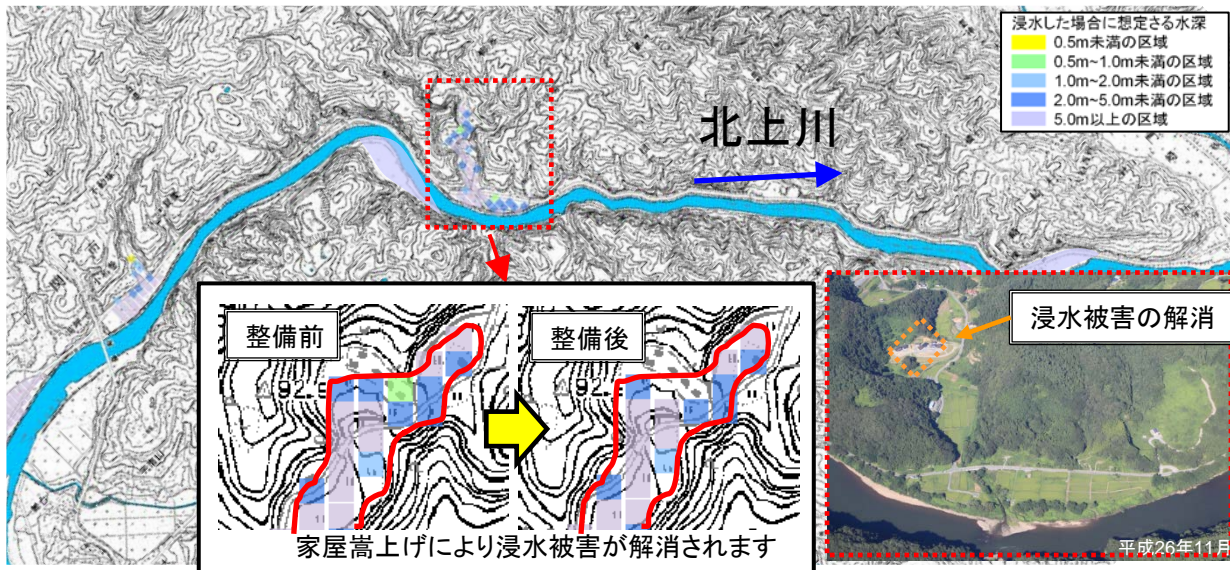 浸水した場合に想定さる水深
0.5m未満の区域
0.5m~1.0m未満の区域
1.0m~2.0m未満の区域
2.0m~5.0m未満の区域
5.0m以上の区域
北上川
整備前
整備後
浸水被害の解消
家屋嵩上げにより浸水被害が解消されます
平成26年11月